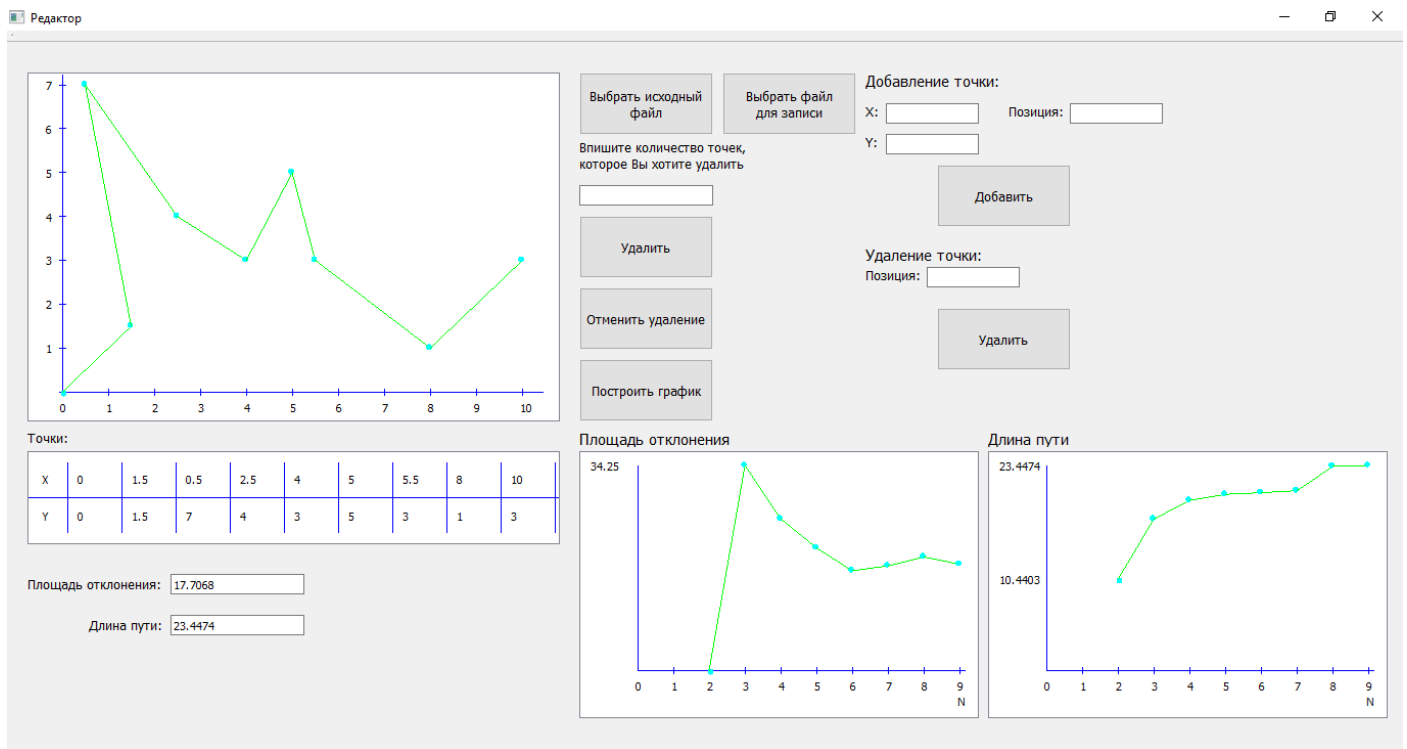 Редактор
7
6
5
4
3
2
1
0 1 2 3 4 5 6 7 8 9 10
Выбрать исходный
файл
Выбрать файл
для записи
Впишите количество точек,
которое Вы хотите удалить
Удалить
Отменить удаление
Построить график
Добавление точки:
X:
Позиция:
Y:
Добавить
Удаление точки:
Позиция:
Удалить
Точки:
X 0 1.5 0.5 2.5 4 5 5.5 8 10
Y 0 1.5 7 4 3 5 3 1 3
Площадь отклонения: 17.7068
Длина пути: 23.4474
Площадь отклонения
34.25
0 1 2 3 4 5 6 7 8 9
N
Длина пути
23.4474
10.4403
0 1 2 3 4 5 6 7 8 9
N